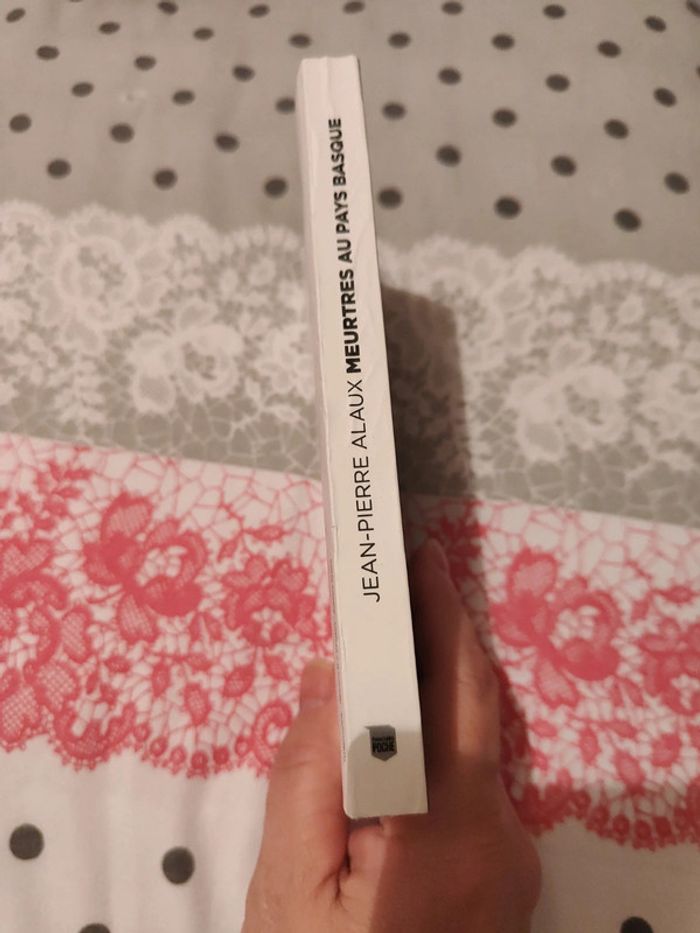 JEAN-PIERRE ALAUX MEURTRES AU PAYS BASQUE
POCHE